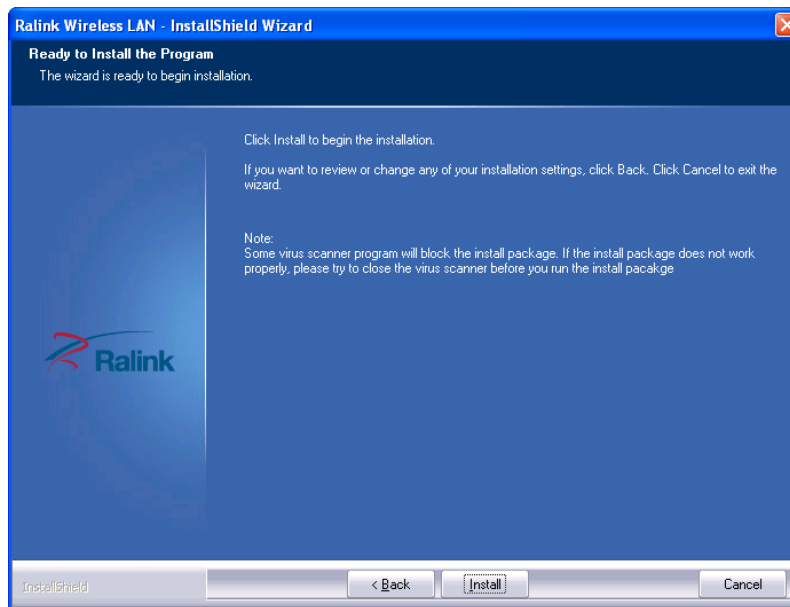 Ralink Wireless LAN - InstallShield Wizard
Ready to Install the Program
The wizard is ready to begin installation.
Click Install to begin the installation.
If you want to review or change any of your installation settings, click Back. Click Cancel to exit the
wizard.
Note:
Some virus scanner program will block the install package. If the install package does not work
properly, please try to close the virus scanner before you run the install pacakge
Ralink
InstallShield
< Back
Install
Cancel